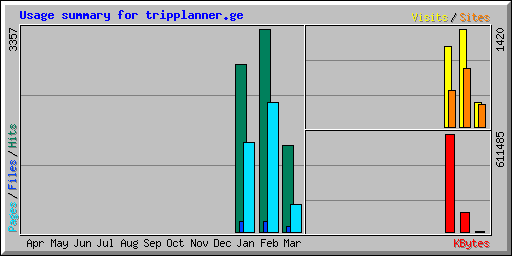 Usage summary for tripplanner.ge
Visits / Sites
3357
1420
Pages / Files / Hits
611485
Apr May Jun Jul Aug Sep Oct Nov Dec Jan Feb Mar
KBytes